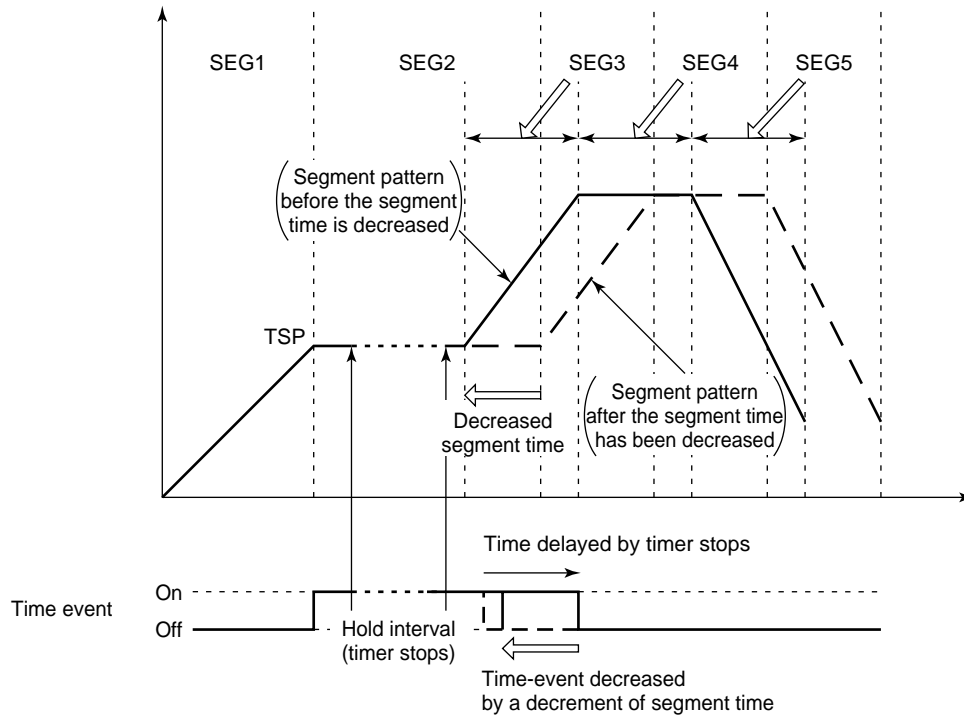 SEG1
SEG2
SEG3
SEG4
SEG5
(Segment pattern
before the segment
time is decreased)
TSP
Decreased
segment time
(Segment pattern
after the segment time
has been decreased)
Time delayed by timer stops
Time event
On
Off
Hold interval
(timer stops)
Time-event decreased
by a decrement of segment time